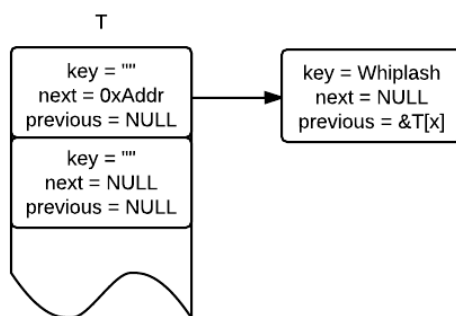 T
key = ""
next = 0xAddr
previous = NULL
key = Whiplash
next = NULL
previous = &T[x]
key = ""
next = NULL
previous = NULL